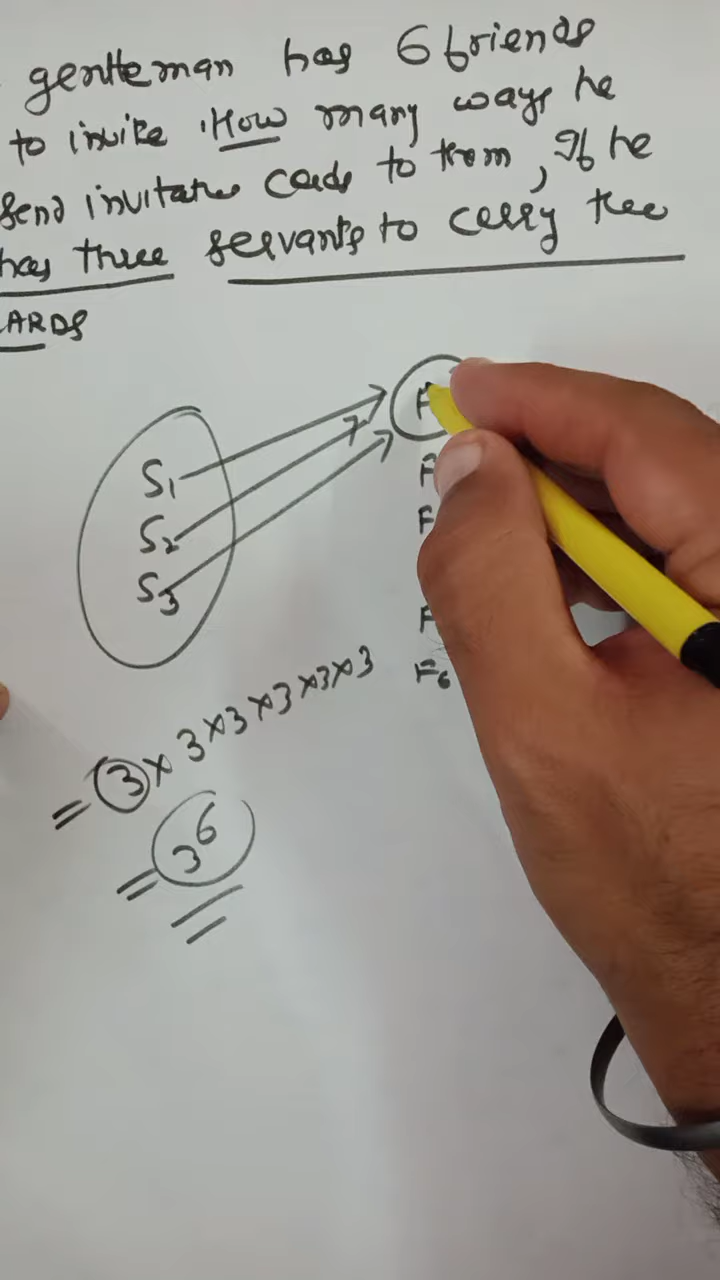 gentleman has 6 friends
to invite. How many ways he
send invitation cards to them, If he
has three servants to carry the
CARDS
S1
S2
S3
F
F
F
F
F6
= 3 × 3 × 3 × 3 × 3 × 3
= 3^6